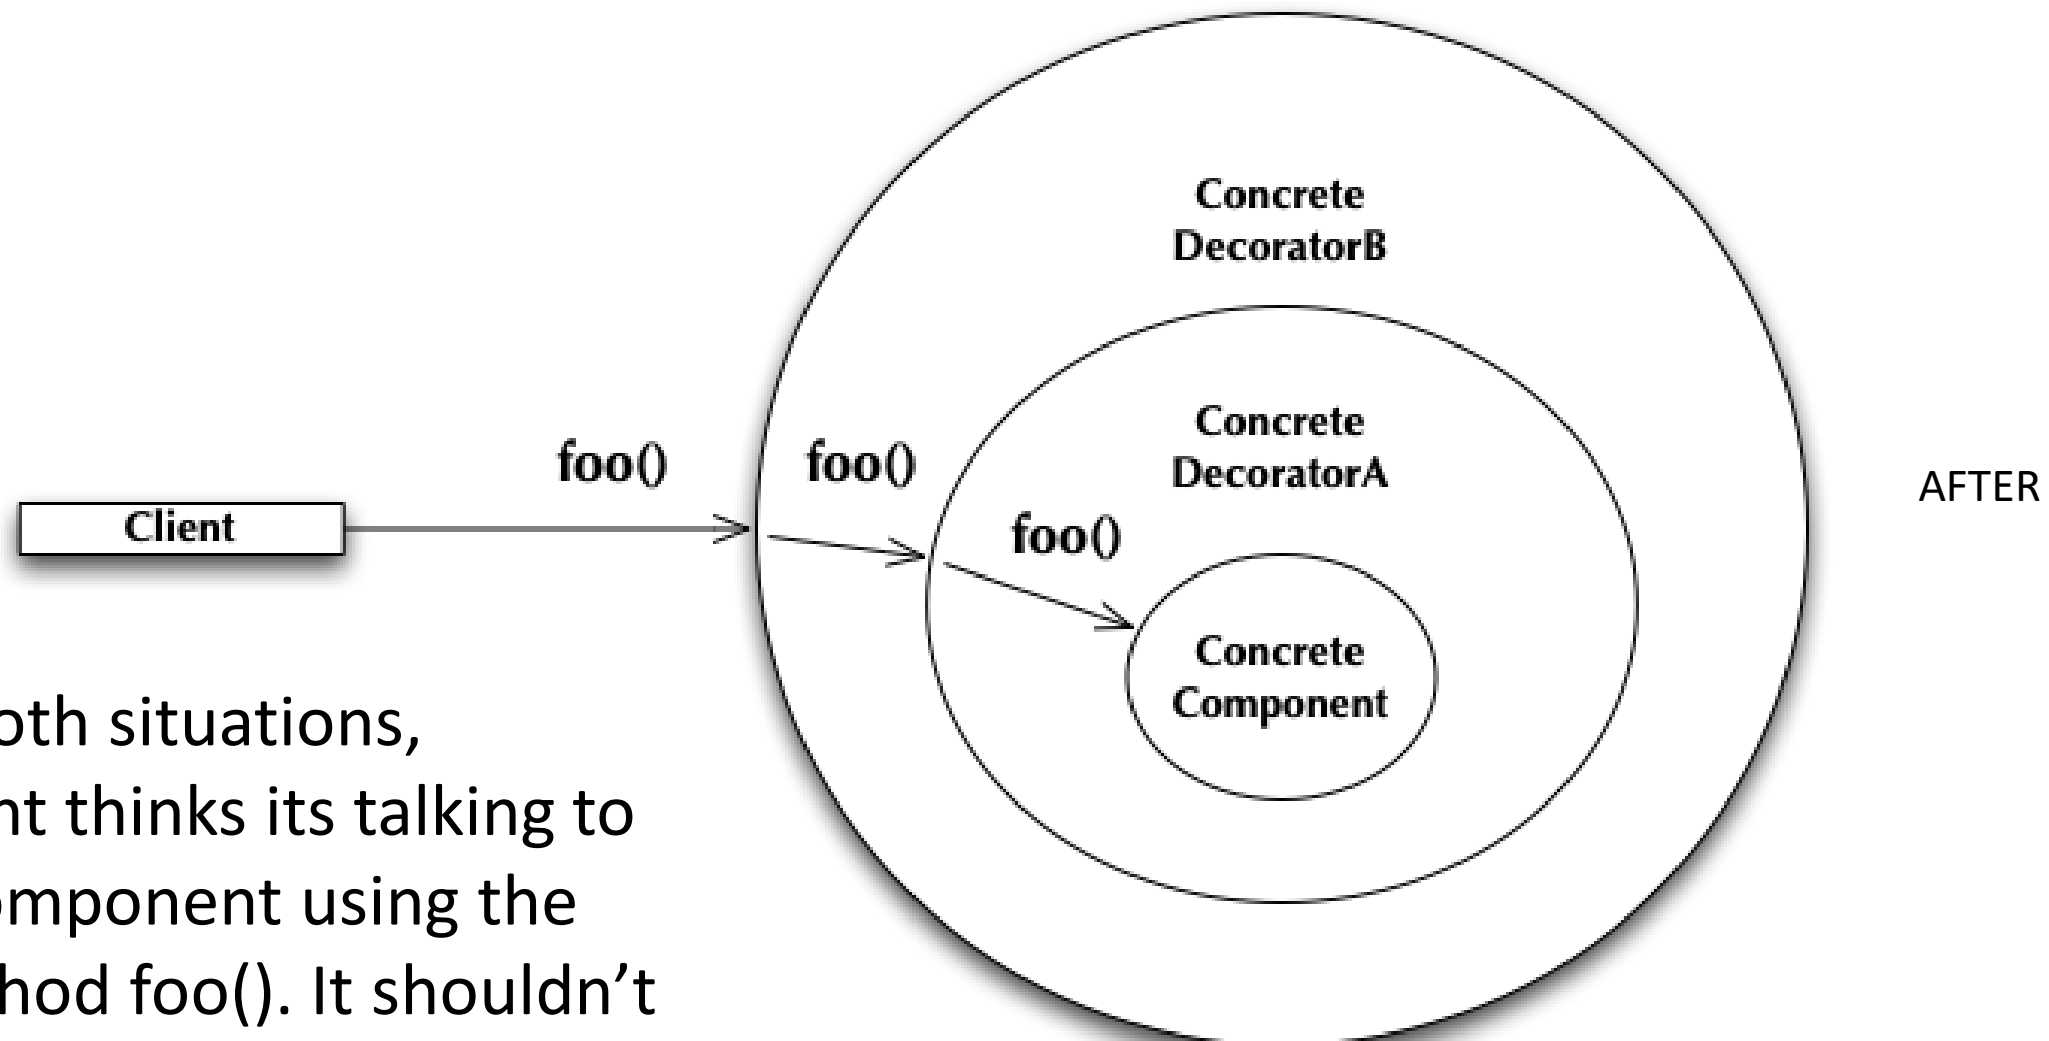 Concrete
DecoratorB
Concrete
DecoratorA
foo()
foo()
foo()
Client
AFTER
Concrete
Component
oth situations,
nt thinks its talking to
omponent using the
hod foo(). It shouldn’t